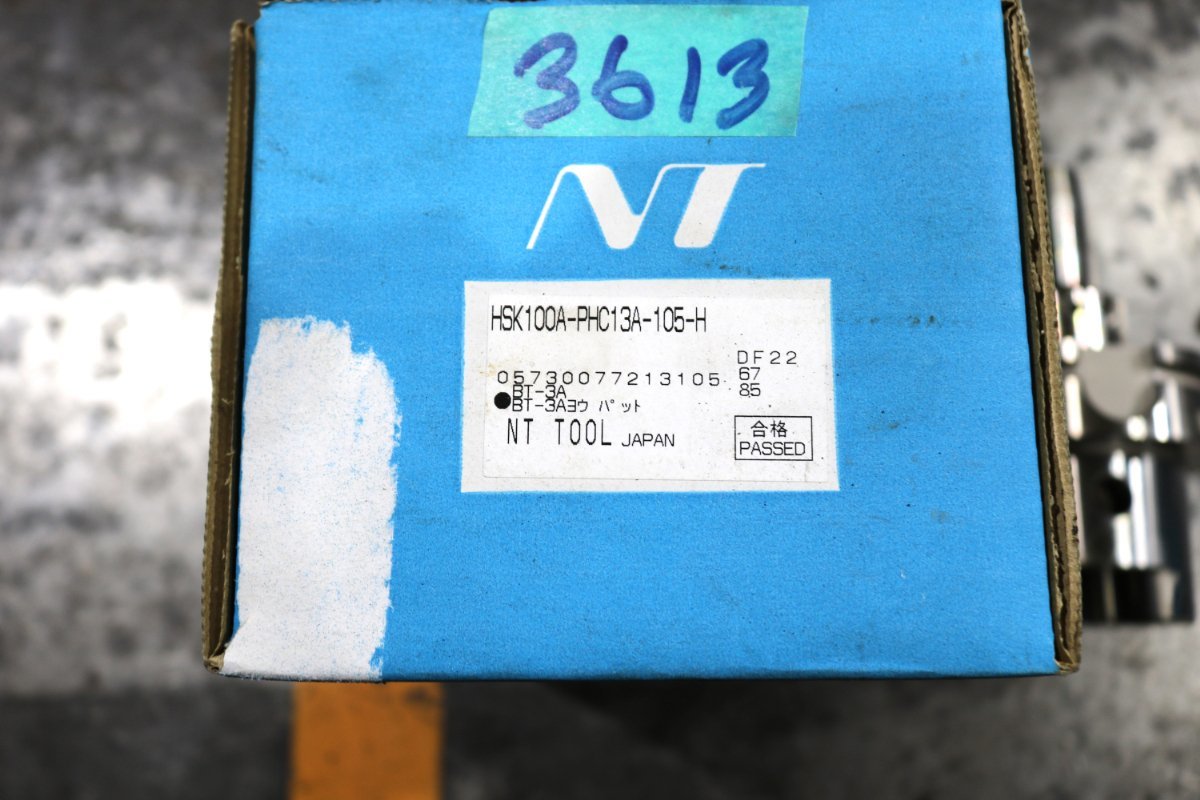 3613
NT
HSK100A-PHC13A-105-H
DF22
05730077213105
67
BT-3A
85
●BT-3Aヨウ パット
NT TOOL JAPAN
合格
PASSED